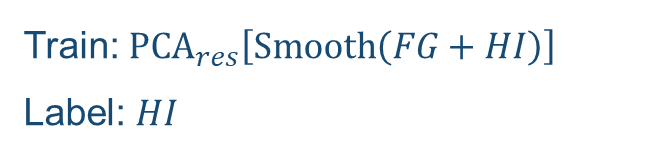 Train: PCA_res[Smooth(FG + HI)]
Label: HI